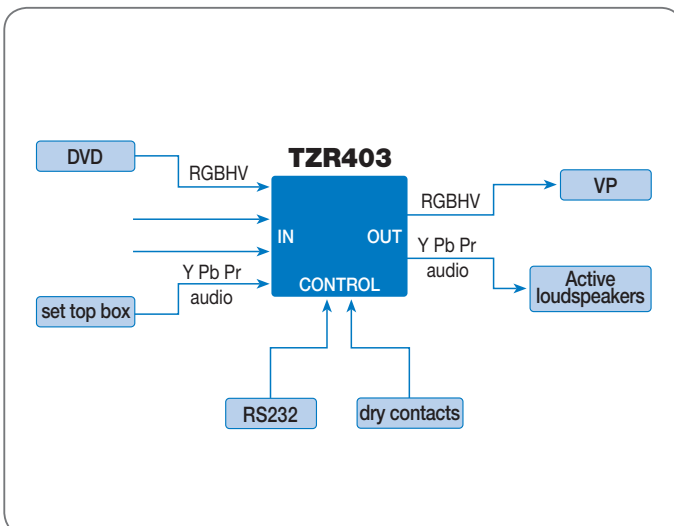 TZR403
DVD
RGBHV
RGBHV
VP
IN
OUT
Y Pb Pr
audio
Y Pb Pr
audio
CONTROL
set top box
Active
loudspeakers
RS232
dry contacts